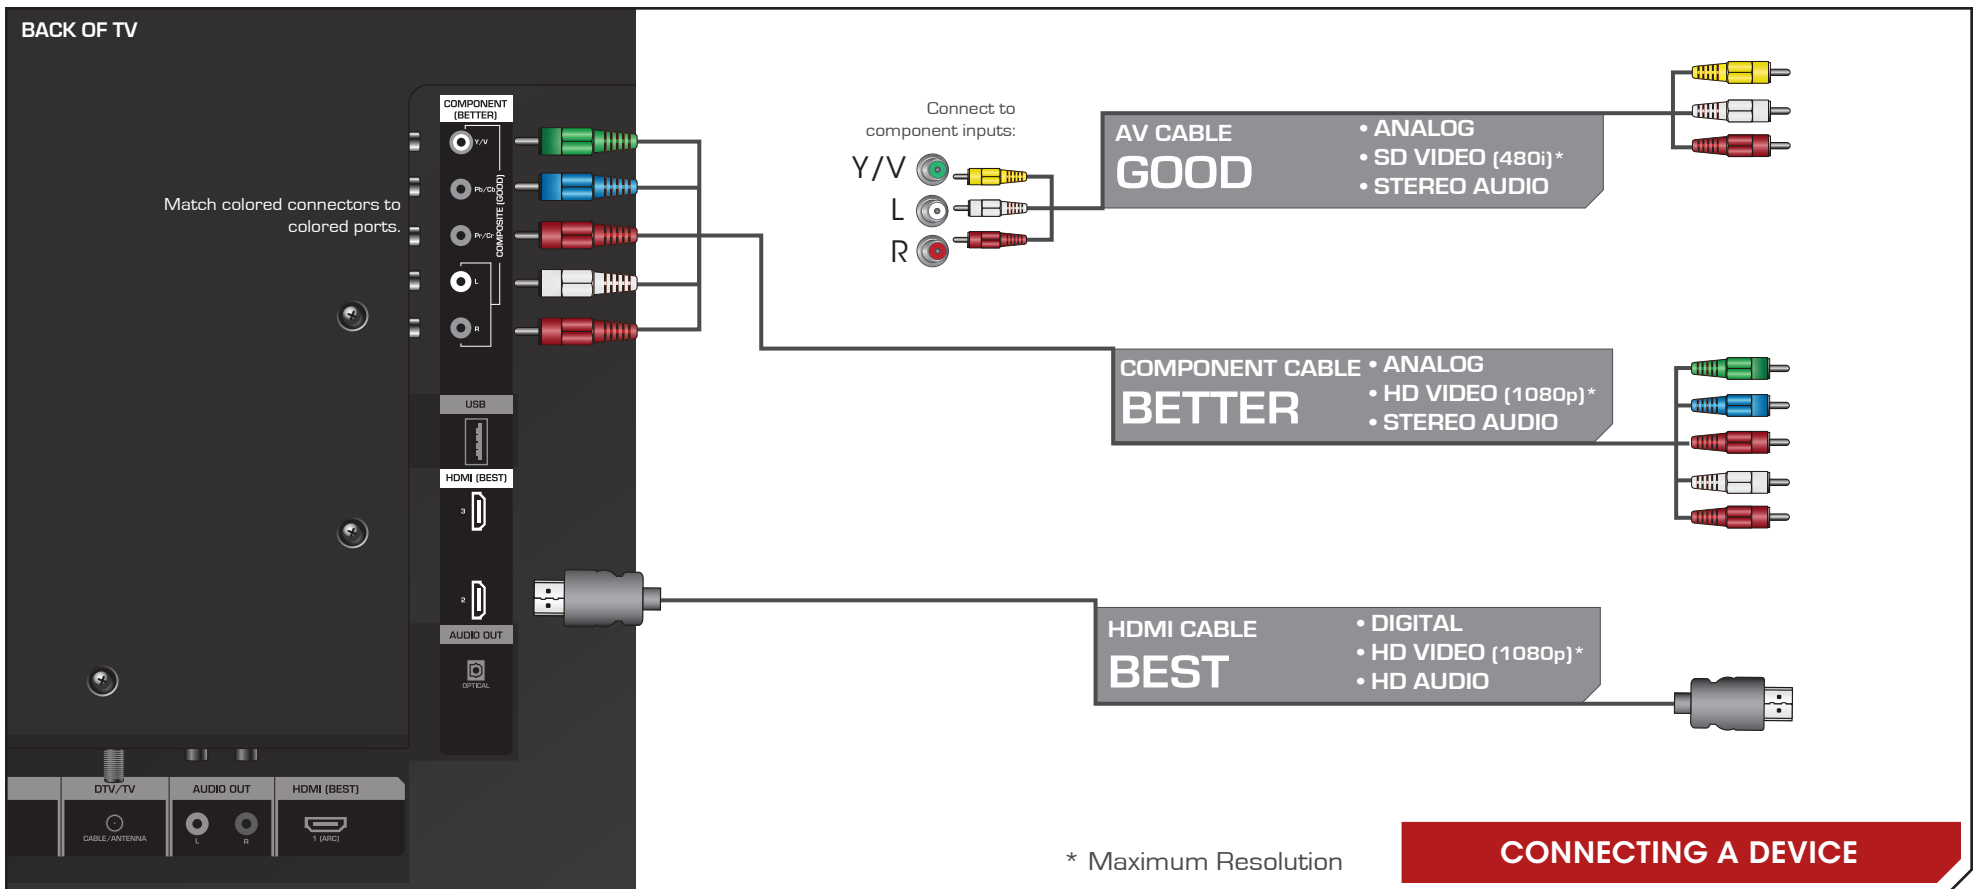 BACK OF TV
Match colored connectors to
colored ports.
COMPONENT
(BETTER)
Y/V
Pb/Cb
Pr/Cr
COMPOSITE (GOOD)
L
R
USB
HDMI (BEST)
3
2
AUDIO OUT
OPTICAL
DTV/TV
CABLE/ANTENNA
AUDIO OUT
L
R
HDMI (BEST)
1 (ARC)
Connect to
component inputs:
Y/V
L
R
AV CABLE
GOOD
• ANALOG
• SD VIDEO (480i)*
• STEREO AUDIO
COMPONENT CABLE
BETTER
• ANALOG
• HD VIDEO (1080p)*
• STEREO AUDIO
HDMI CABLE
BEST
• DIGITAL
• HD VIDEO (1080p)*
• HD AUDIO
* Maximum Resolution
CONNECTING A DEVICE